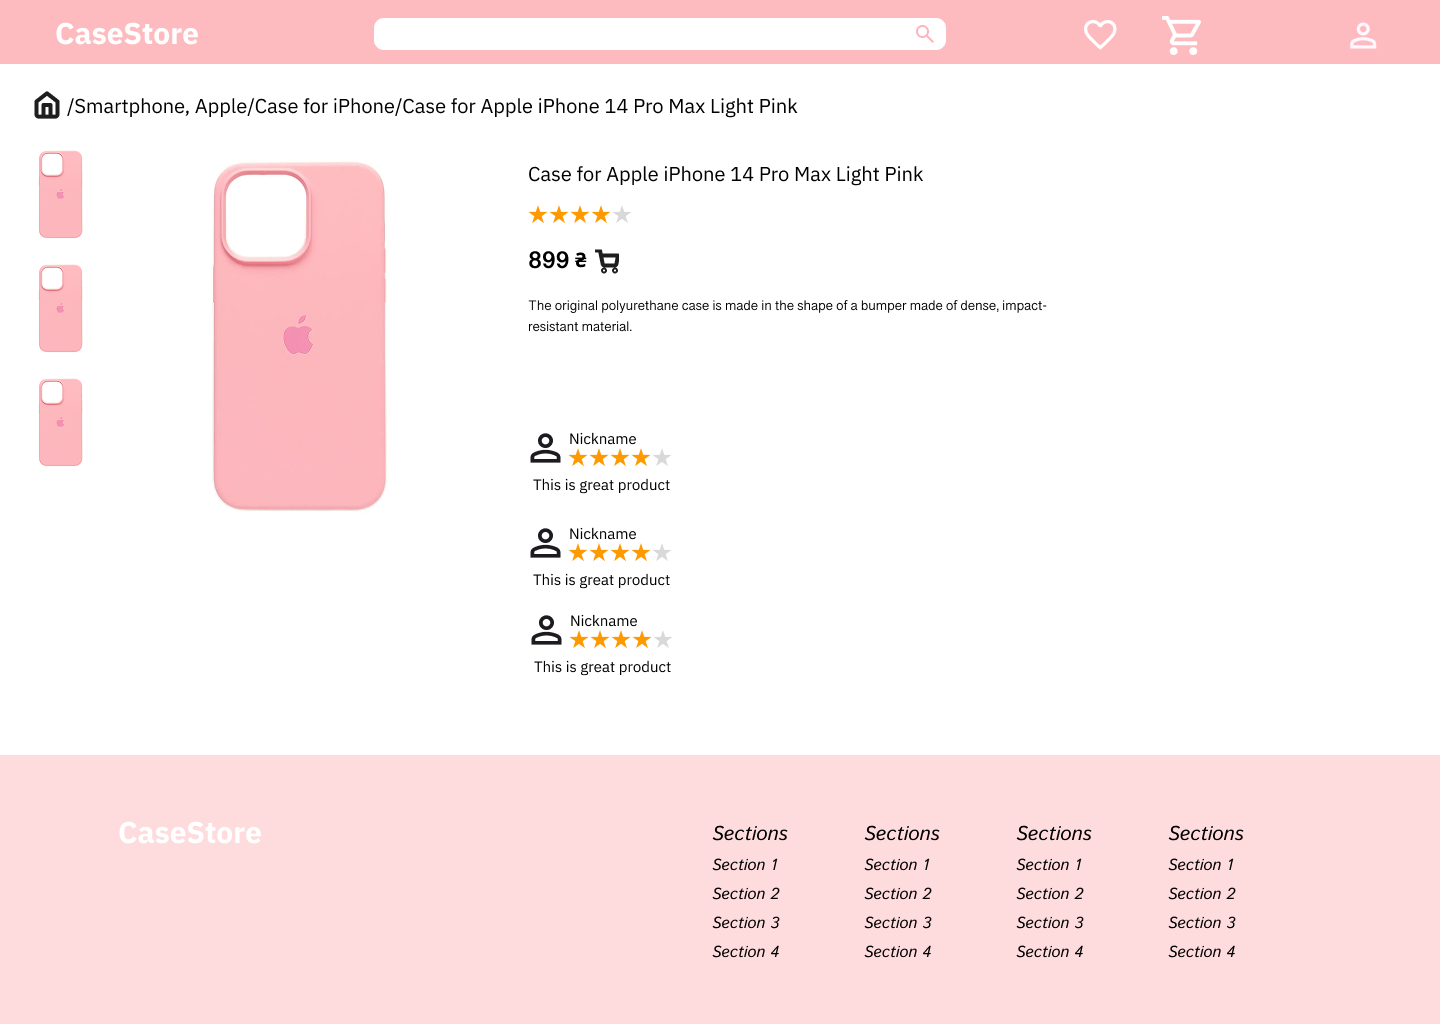 CaseStore
/Smartphone, Apple/Case for iPhone/Case for Apple iPhone 14 Pro Max Light Pink
Case for Apple iPhone 14 Pro Max Light Pink
899 ₴
The original polyurethane case is made in the shape of a bumper made of dense, impact-
resistant material.
Nickname
This is great product
Nickname
This is great product
Nickname
This is great product
CaseStore
Sections Sections Sections Sections
Section 1 Section 1 Section 1 Section 1
Section 2 Section 2 Section 2 Section 2
Section 3 Section 3 Section 3 Section 3
Section 4 Section 4 Section 4 Section 4